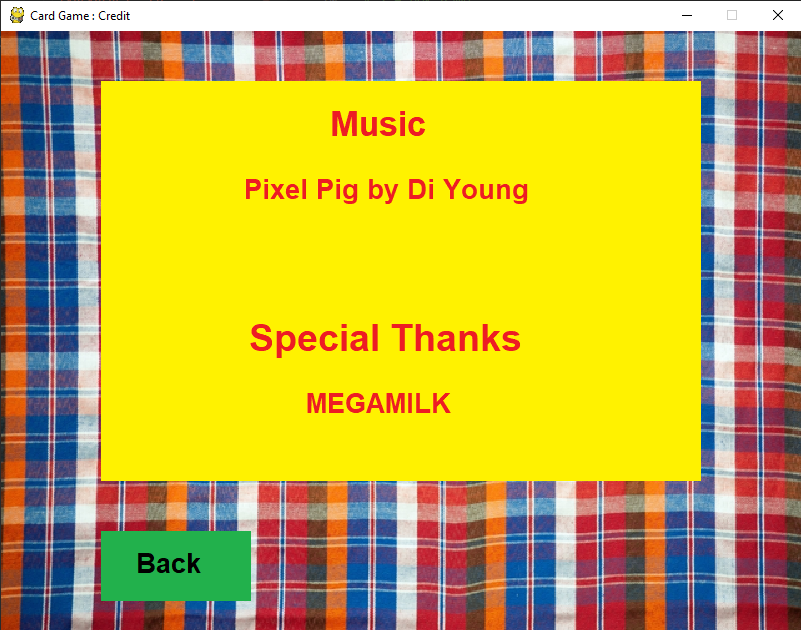 Card Game : Credit
Music
Pixel Pig by Di Young
Special Thanks
MEGAMILK
Back